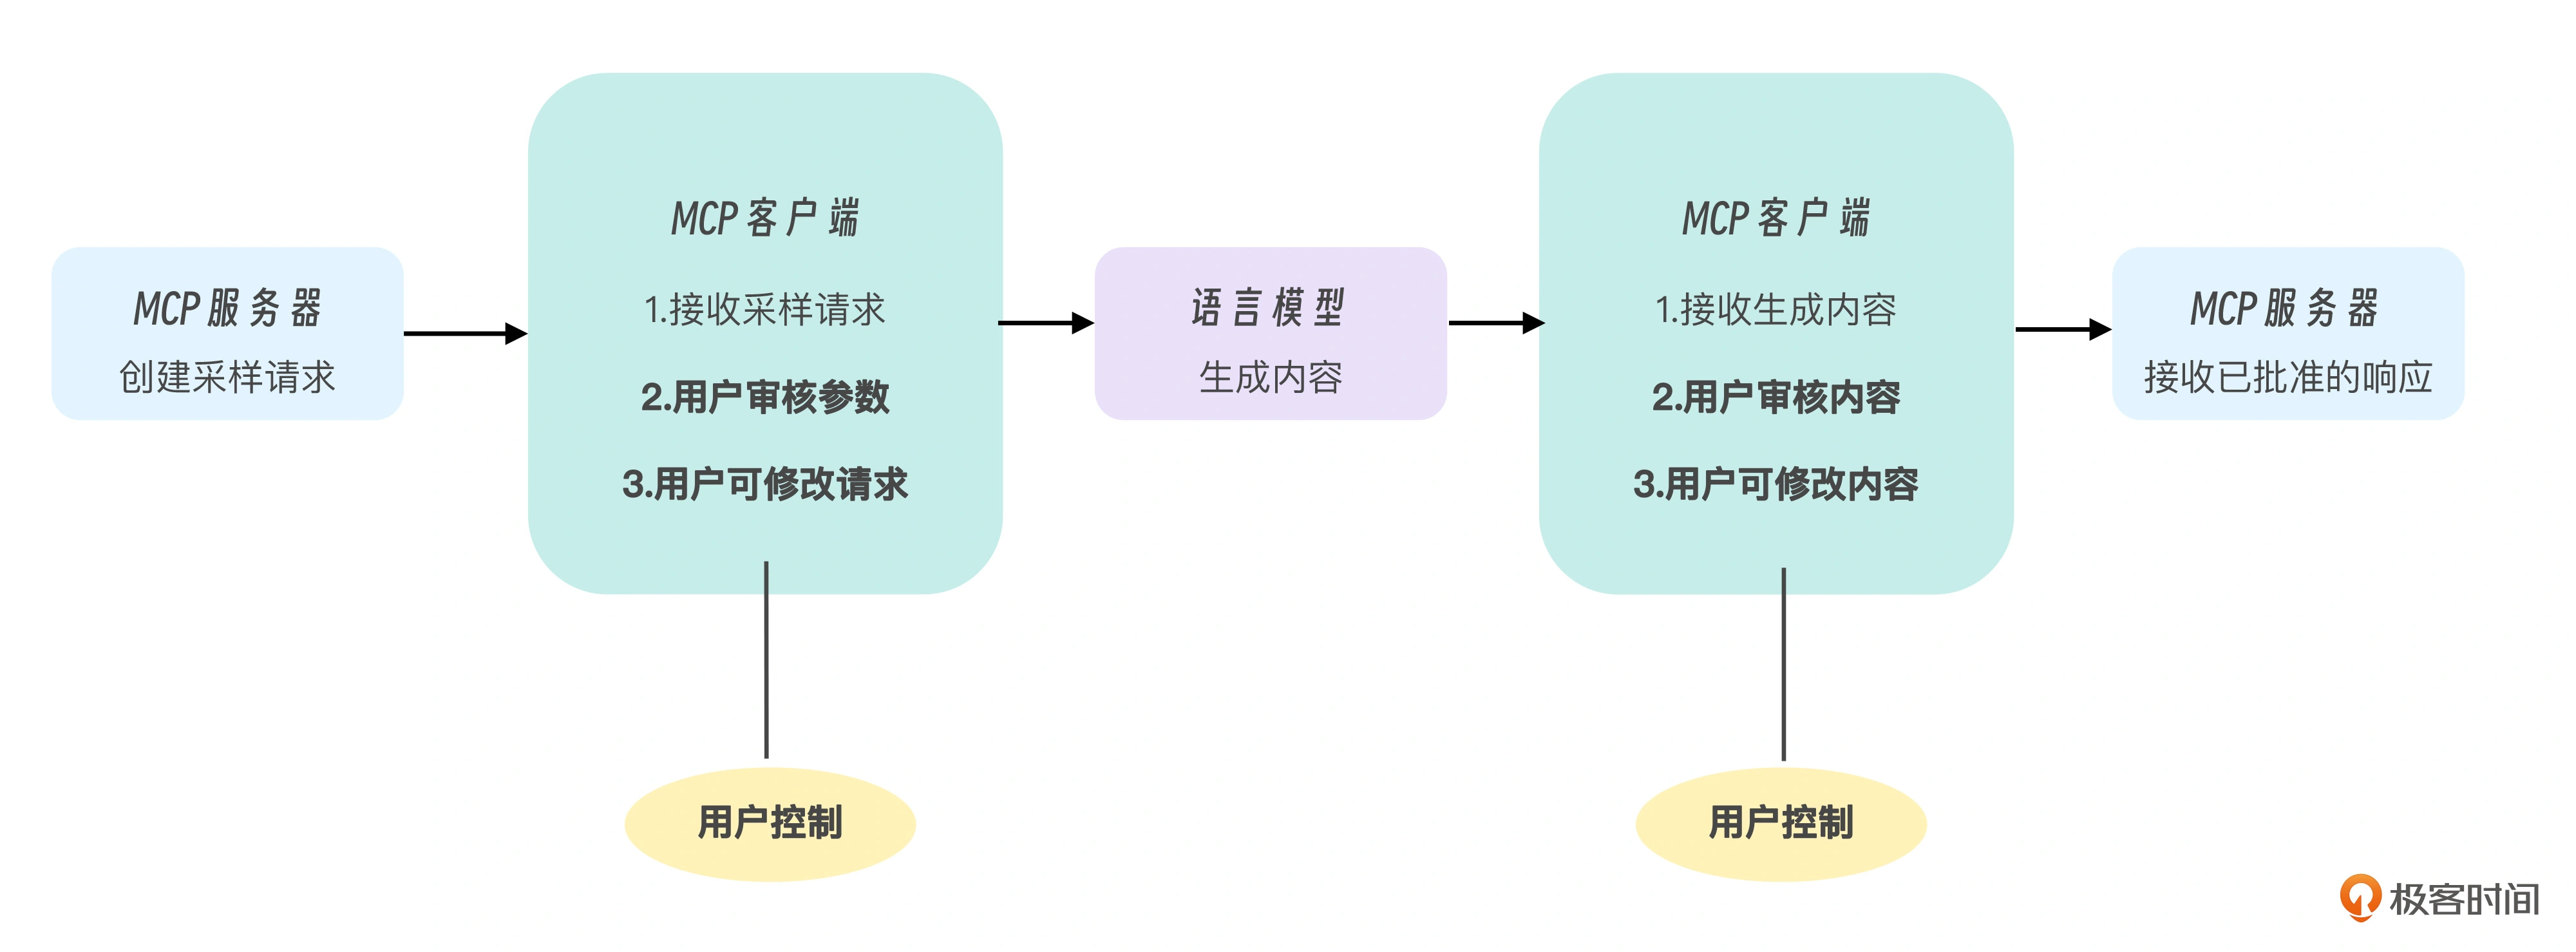 MCP服务器
创建采样请求
MCP客户端
1.接收采样请求
2.用户审核参数
3.用户可修改请求
用户控制
语言模型
生成内容
MCP客户端
1.接收生成内容
2.用户审核内容
3.用户可修改内容
用户控制
MCP服务器
接收已批准的响应
极客时间